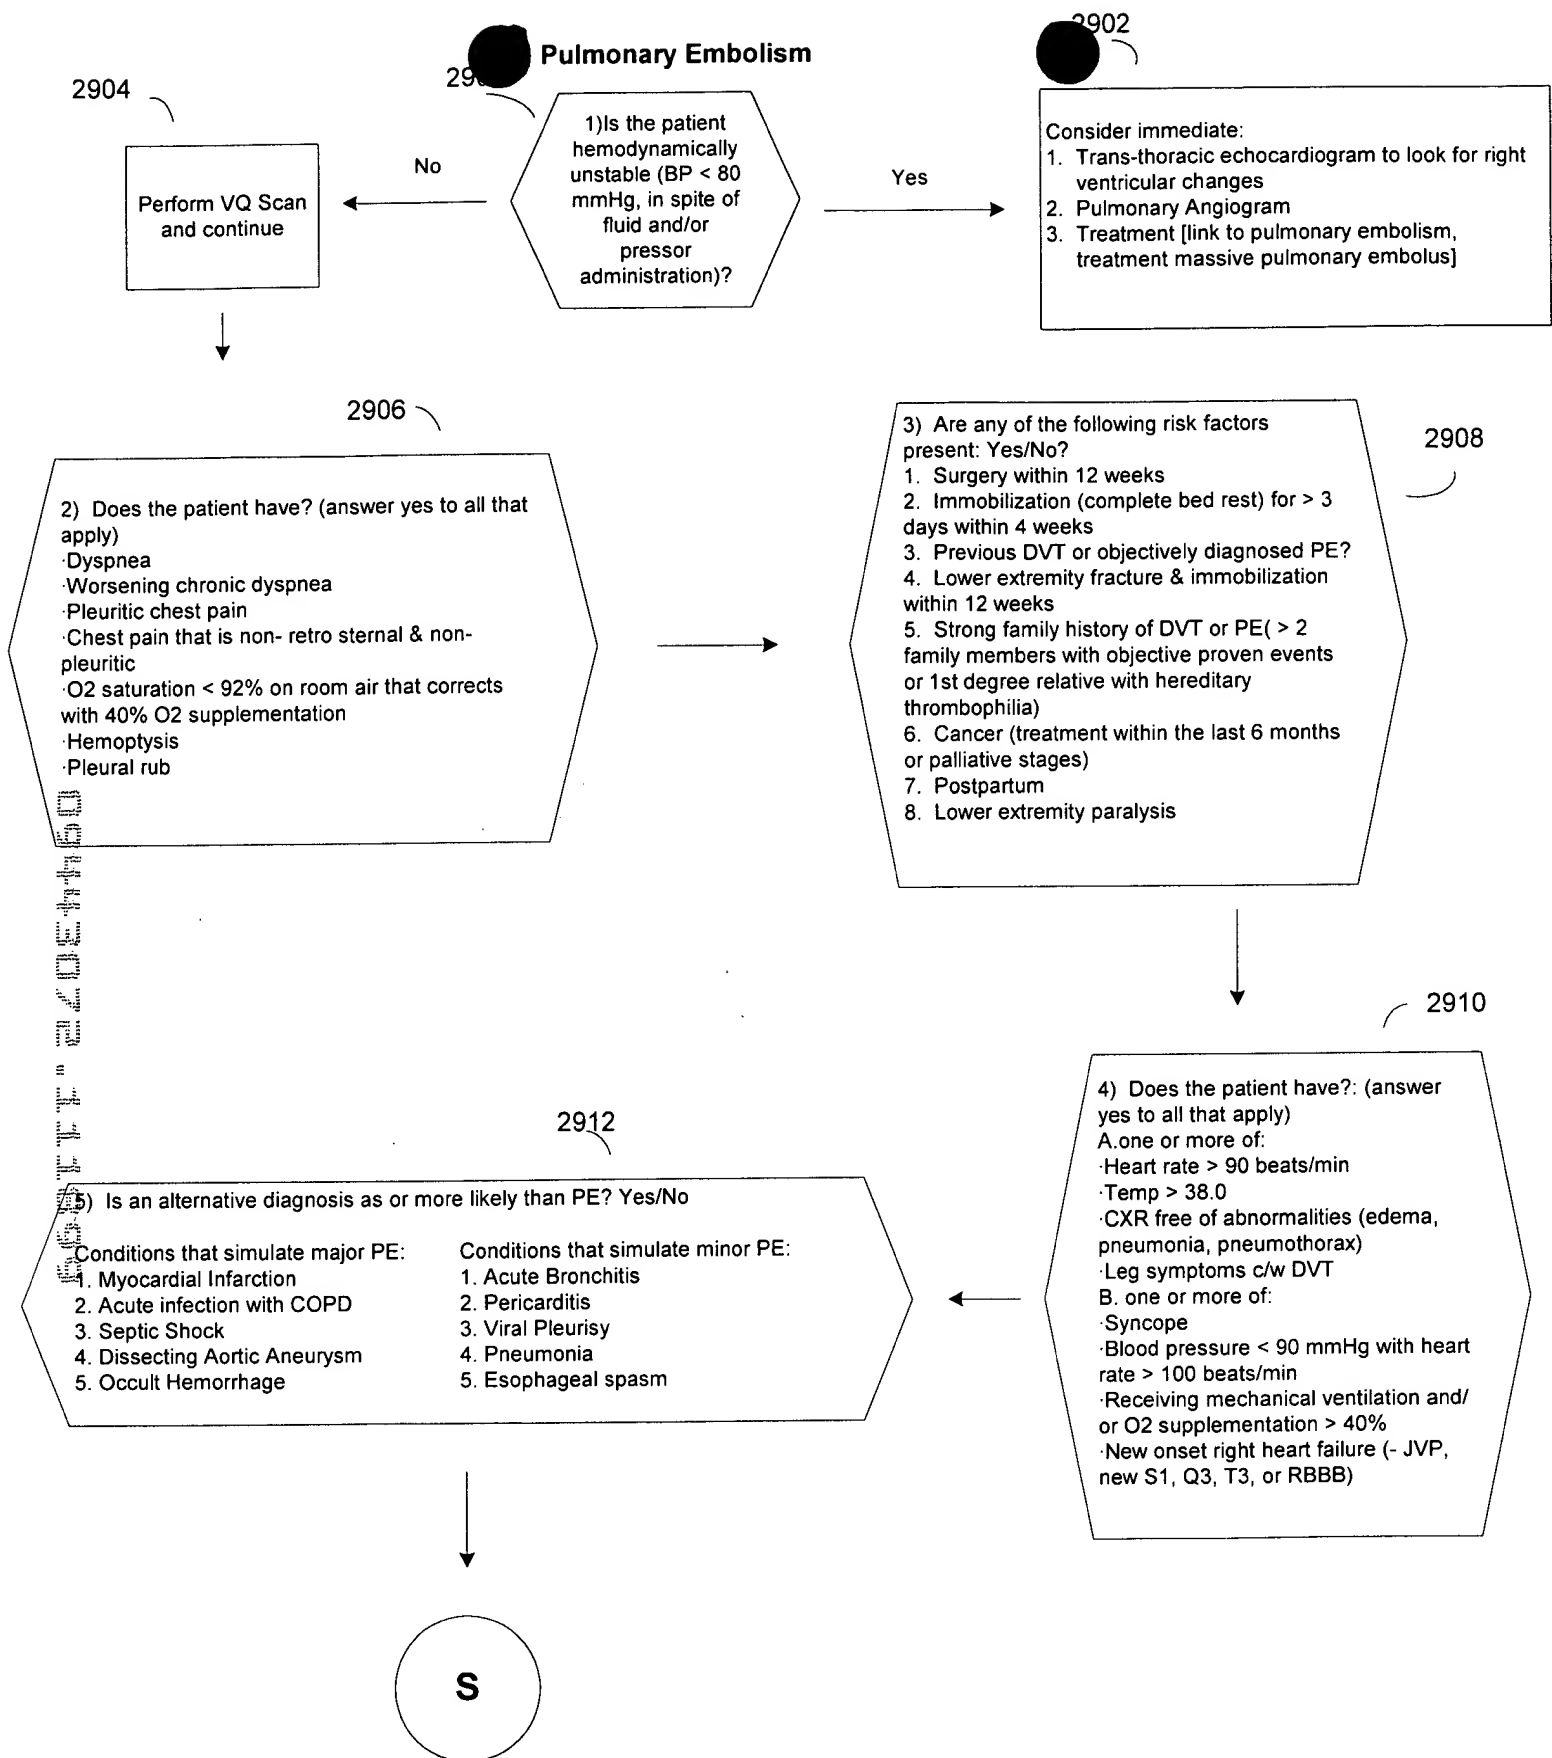 Pulmonary Embolism
2902
2904
1)Is the patient
hemodynamically
unstable (BP < 80
mmHg, in spite of
fluid and/or
pressor
administration)?
No
Yes
Perform VQ Scan
and continue
Consider immediate:
1. Trans-thoracic echocardiogram to look for right
ventricular changes
2. Pulmonary Angiogram
3. Treatment [link to pulmonary embolism,
treatment massive pulmonary embolus]
2906
2) Does the patient have? (answer yes to all that
apply)
·Dyspnea
·Worsening chronic dyspnea
·Pleuritic chest pain
·Chest pain that is non- retro sternal & non-
pleuritic
·O2 saturation < 92% on room air that corrects
with 40% O2 supplementation
·Hemoptysis
·Pleural rub
2908
3) Are any of the following risk factors
present: Yes/No?
1. Surgery within 12 weeks
2. Immobilization (complete bed rest) for > 3
days within 4 weeks
3. Previous DVT or objectively diagnosed PE?
4. Lower extremity fracture & immobilization
within 12 weeks
5. Strong family history of DVT or PE( > 2
family members with objective proven events
or 1st degree relative with hereditary
thrombophilia)
6. Cancer (treatment within the last 6 months
or palliative stages)
7. Postpartum
8. Lower extremity paralysis
2910
4) Does the patient have?: (answer
yes to all that apply)
A.one or more of:
·Heart rate > 90 beats/min
·Temp > 38.0
·CXR free of abnormalities (edema,
pneumonia, pneumothorax)
·Leg symptoms c/w DVT
B. one or more of:
·Syncope
·Blood pressure < 90 mmHg with heart
rate > 100 beats/min
·Receiving mechanical ventilation and/
or O2 supplementation > 40%
·New onset right heart failure (- JVP,
new S1, Q3, T3, or RBBB)
2912
5) Is an alternative diagnosis as or more likely than PE? Yes/No
Conditions that simulate major PE:
1. Myocardial Infarction
2. Acute infection with COPD
3. Septic Shock
4. Dissecting Aortic Aneurysm
5. Occult Hemorrhage
Conditions that simulate minor PE:
1. Acute Bronchitis
2. Pericarditis
3. Viral Pleurisy
4. Pneumonia
5. Esophageal spasm
S